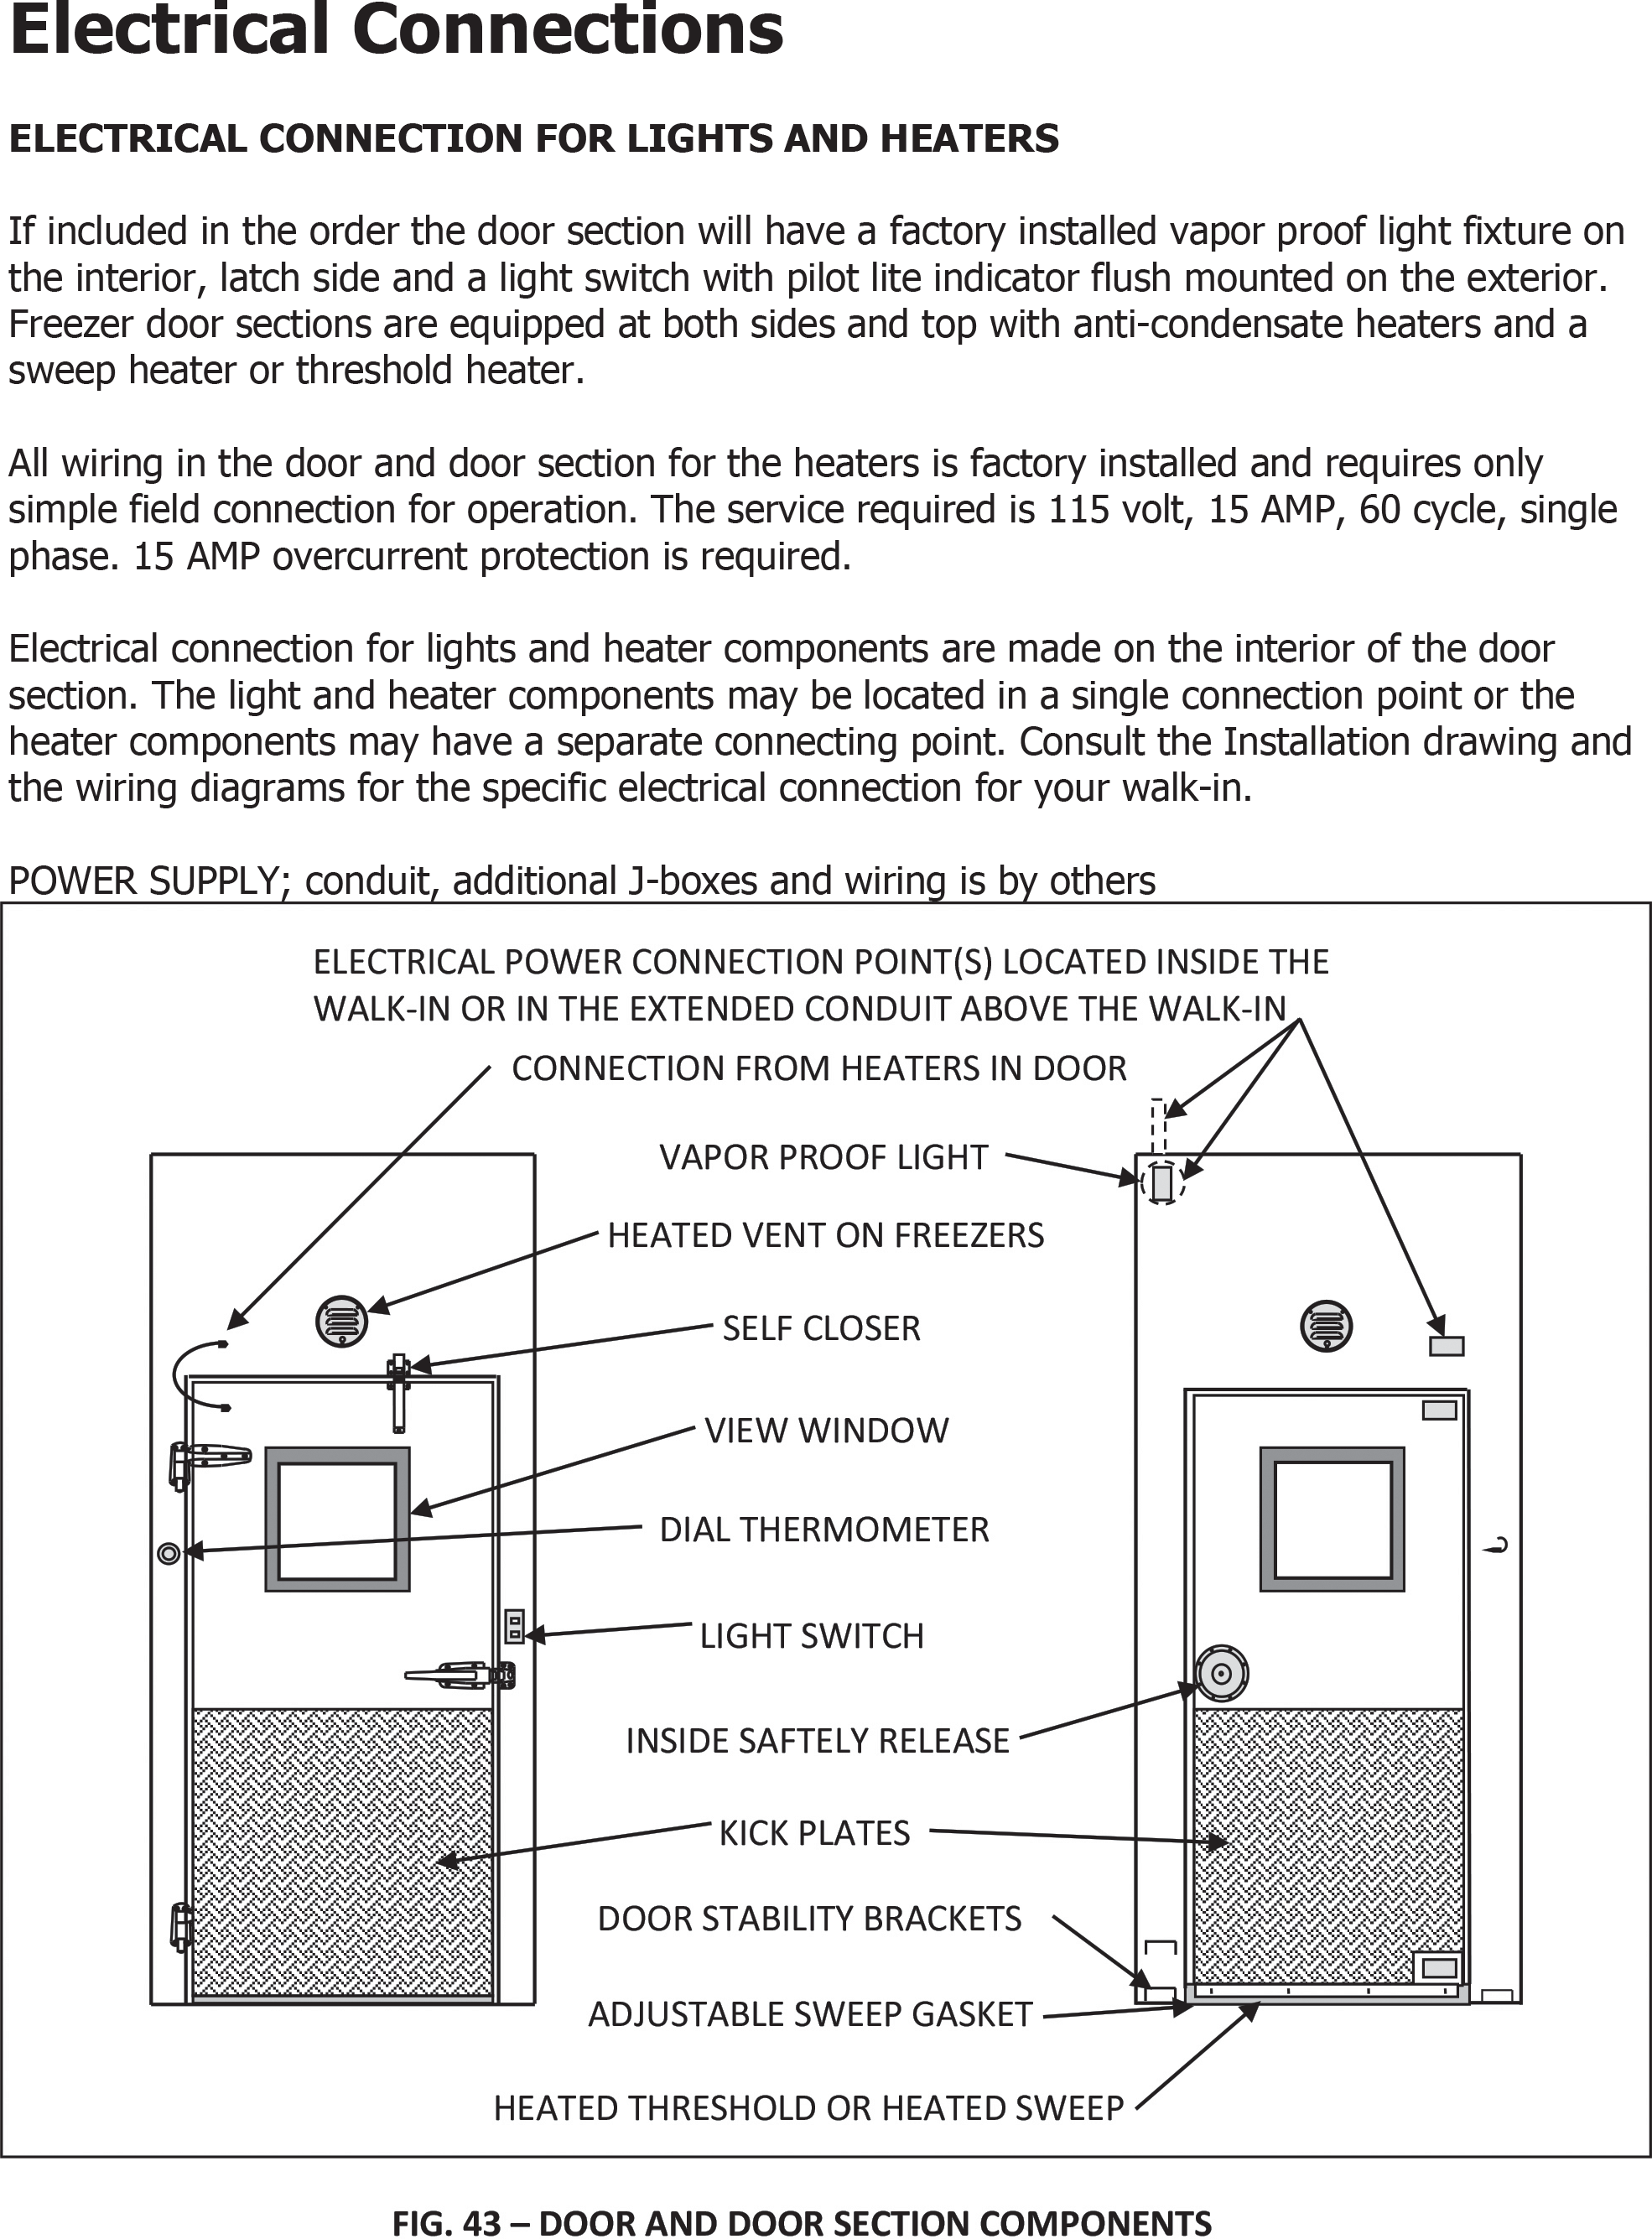 Electrical Connections
ELECTRICAL CONNECTION FOR LIGHTS AND HEATERS
If included in the order the door section will have a factory installed vapor proof light fixture on
the interior, latch side and a light switch with pilot lite indicator flush mounted on the exterior.
Freezer door sections are equipped at both sides and top with anti-condensate heaters and a
sweep heater or threshold heater.
All wiring in the door and door section for the heaters is factory installed and requires only
simple field connection for operation. The service required is 115 volt, 15 AMP, 60 cycle, single
phase. 15 AMP overcurrent protection is required.
Electrical connection for lights and heater components are made on the interior of the door
section. The light and heater components may be located in a single connection point or the
heater components may have a separate connecting point. Consult the Installation drawing and
the wiring diagrams for the specific electrical connection for your walk-in.
POWER SUPPLY; conduit, additional J-boxes and wiring is by others
ELECTRICAL POWER CONNECTION POINT(S) LOCATED INSIDE THE
WALK-IN OR IN THE EXTENDED CONDUIT ABOVE THE WALK-IN
CONNECTION FROM HEATERS IN DOOR
VAPOR PROOF LIGHT
HEATED VENT ON FREEZERS
SELF CLOSER
VIEW WINDOW
DIAL THERMOMETER
LIGHT SWITCH
INSIDE SAFTELY RELEASE
KICK PLATES
DOOR STABILITY BRACKETS
ADJUSTABLE SWEEP GASKET
HEATED THRESHOLD OR HEATED SWEEP
FIG. 43 – DOOR AND DOOR SECTION COMPONENTS